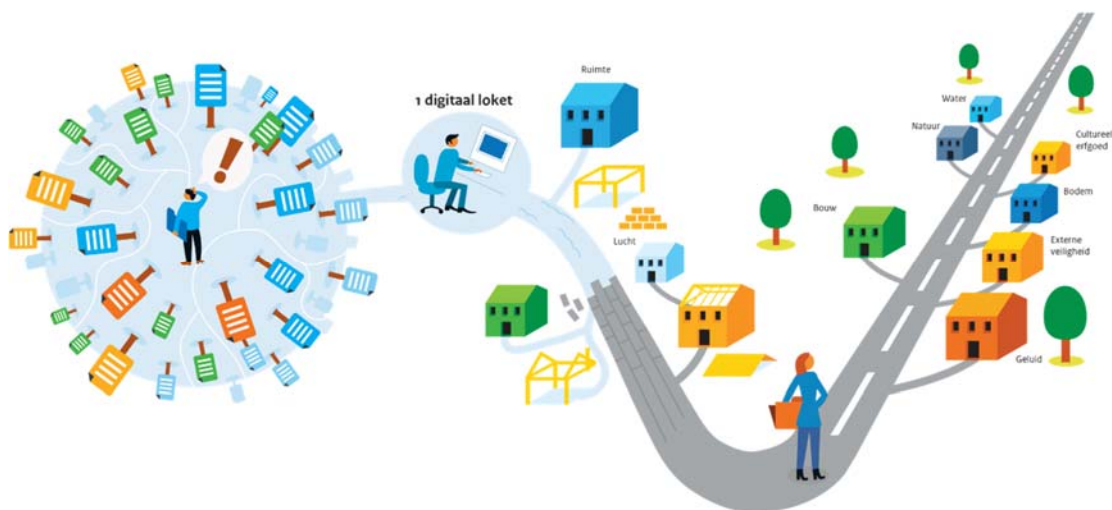 1 digitaal loket
Ruimte
Lucht
Bouw
Natuur
Water
Cultureel
erfgoed
Bodem
Externe
veiligheid
Geluid